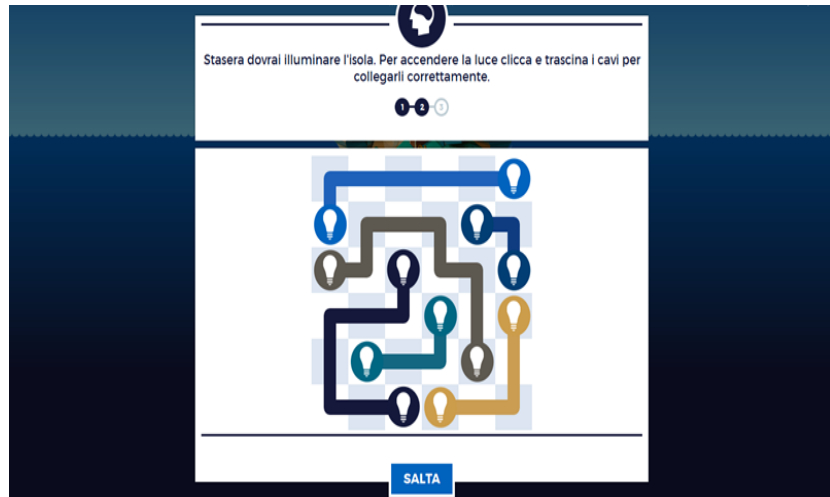 Stasera dovrai illuminare l'isola. Per accendere la luce clicca e trascina i cavi per
collegarli correttamente.
1 2 3
SALTA